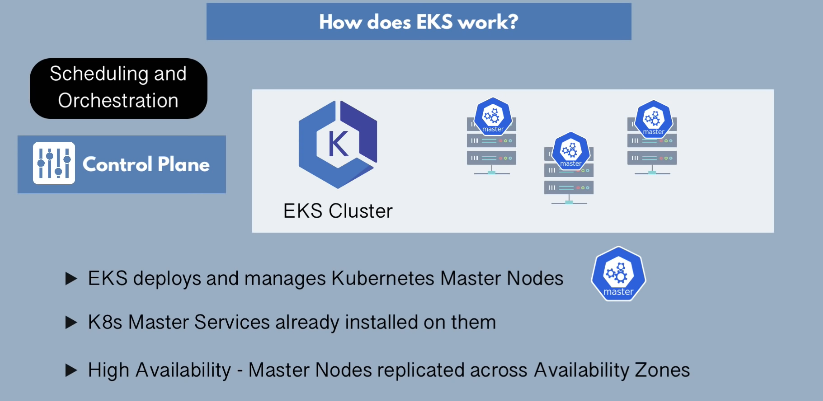 How does EKS work?
Scheduling and
Orchestration
Control Plane
K
EKS Cluster
master
master
master
EKS deploys and manages Kubernetes Master Nodes
master
K8s Master Services already installed on them
High Availability - Master Nodes replicated across Availability Zones